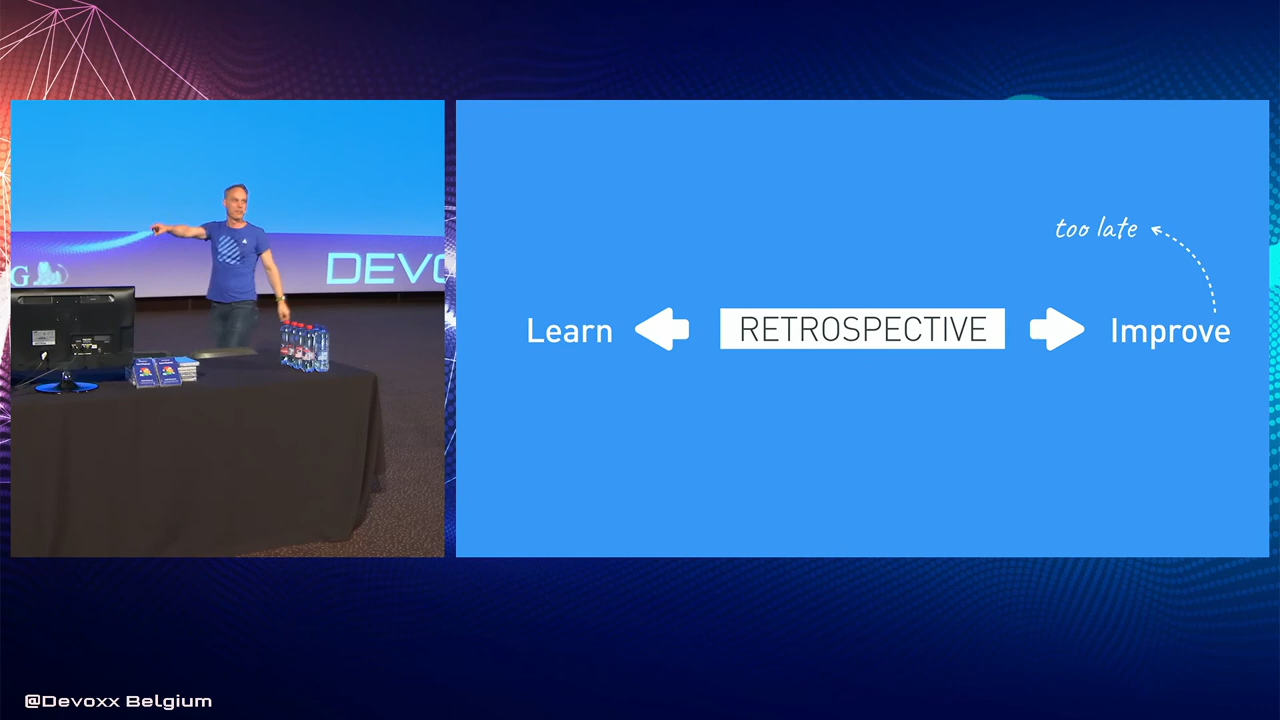 G
DEVO
too late
Learn
RETROSPECTIVE
Improve
@Devoxx Belgium